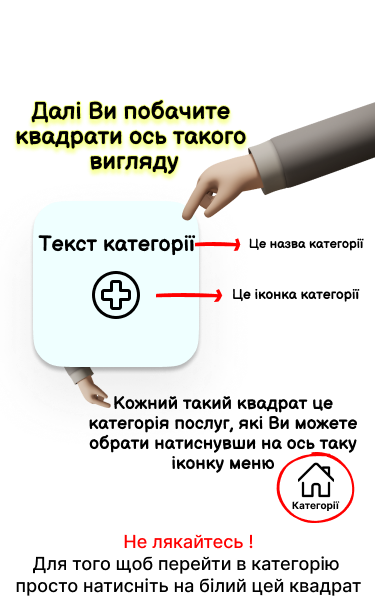 Далі Ви побачите
квадрати ось такого
вигляду
Текст категорії
Це назва категорії
Це іконка категорії
Кожний такий квадрат це
категорія послуг, які Ви можете
обрати натиснувши на ось таку
іконку меню
Категорії
Не лякайтесь !
Для того щоб перейти в категорію
просто натисніть на білий цей квадрат